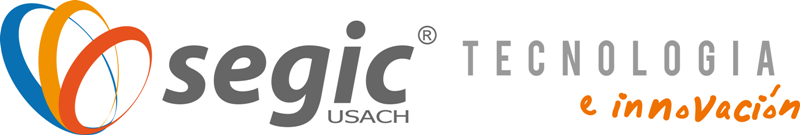 segic®
USACH
TECNOLOGIA
e innovación